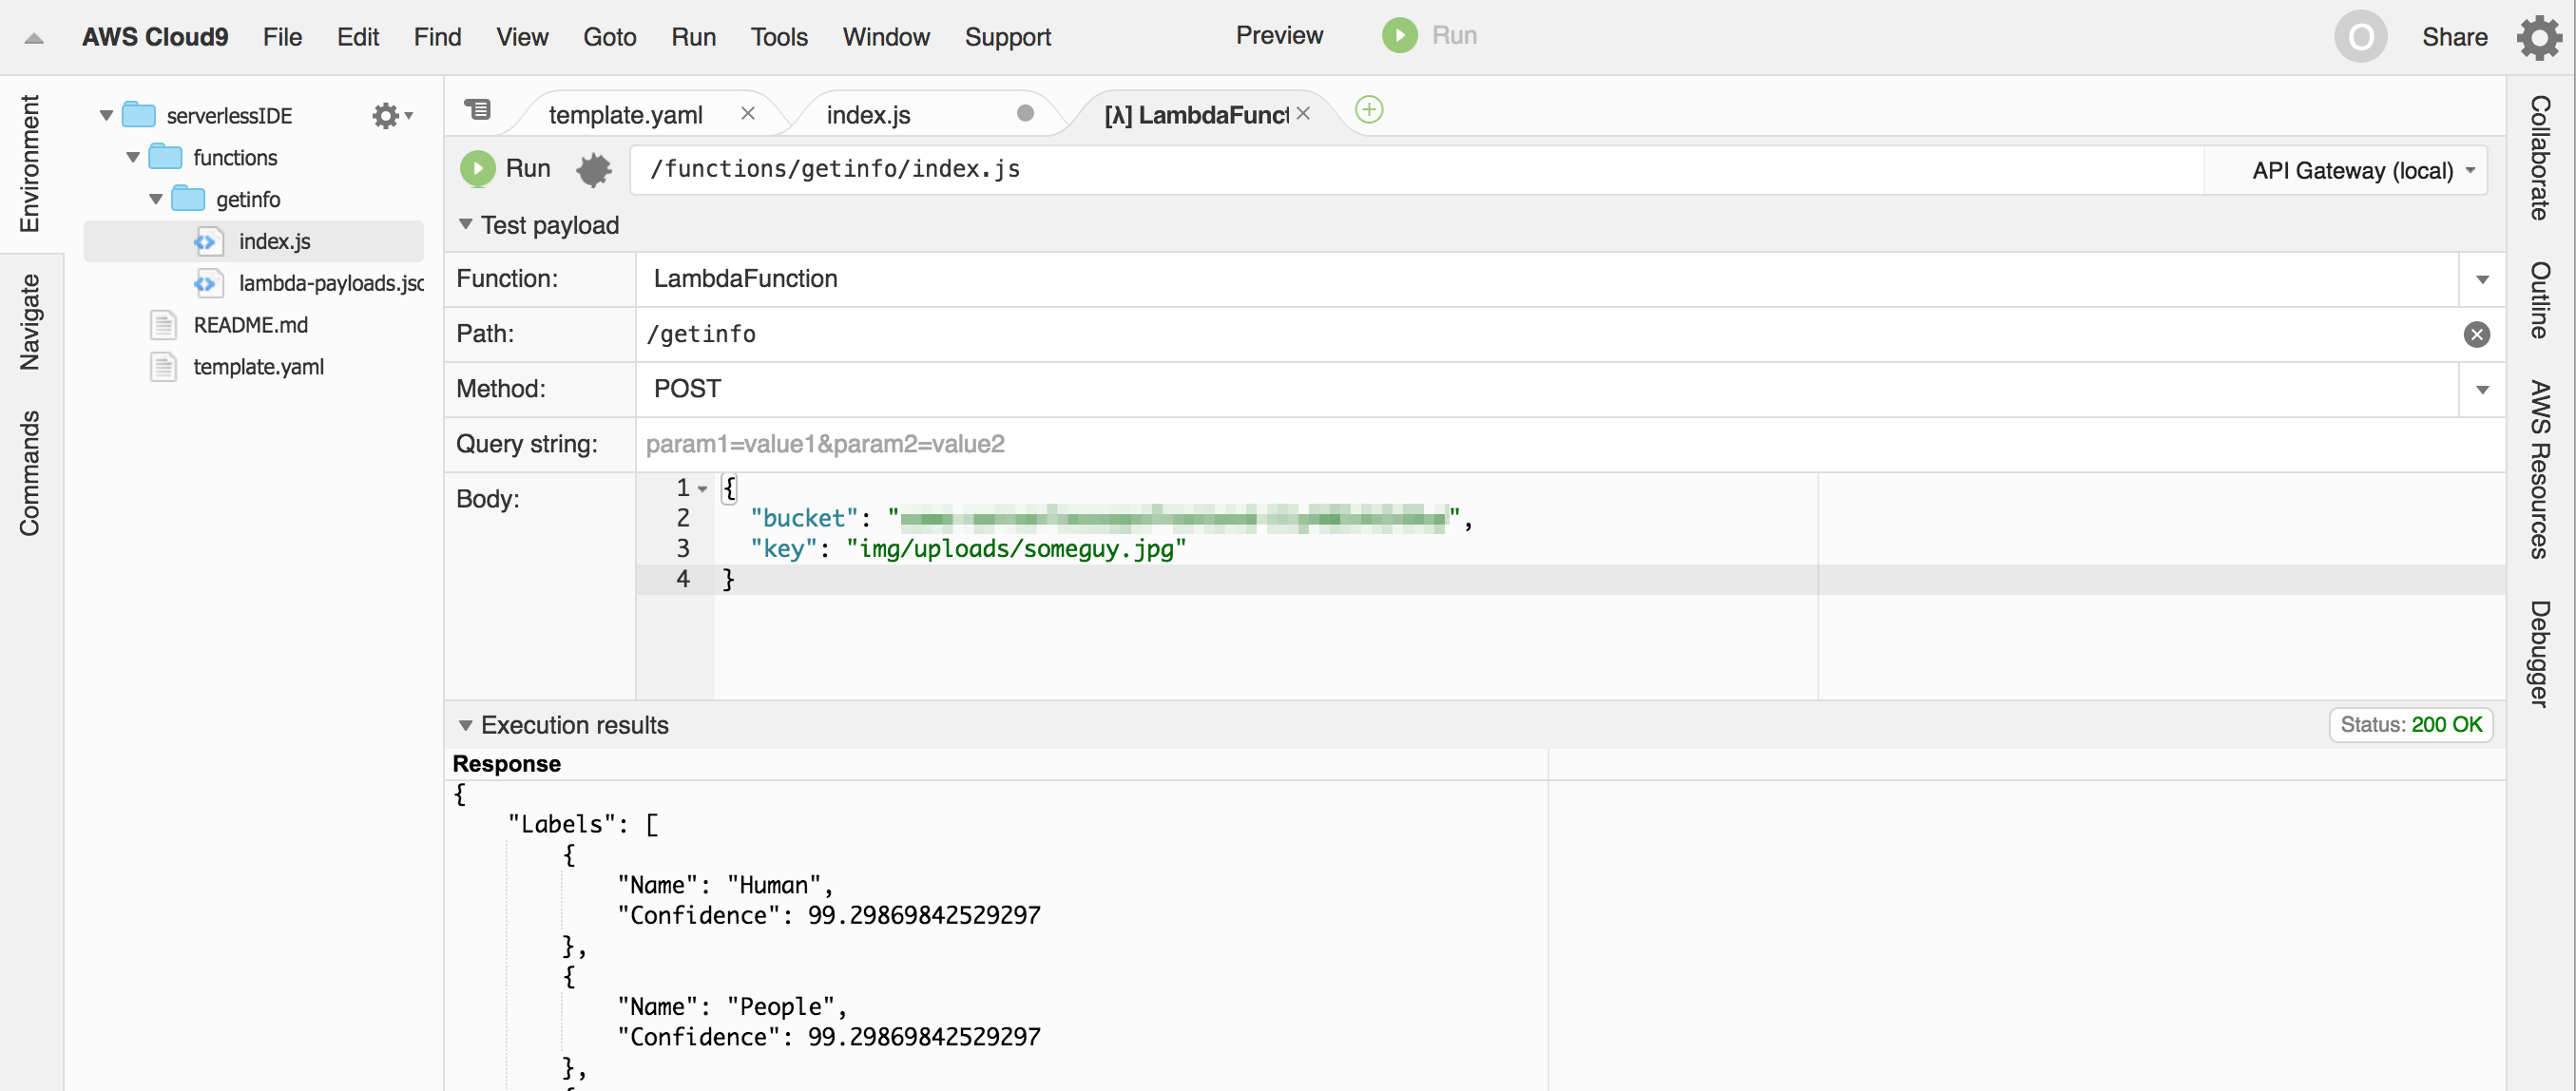 AWS Cloud9 File Edit Find View Goto Run Tools Window Support Preview Run O Share
Environment
Navigate
Commands
serverlessIDE
functions
getinfo
index.js
lambda-payloads.jsc
README.md
template.yaml
template.yaml index.js [λ] LambdaFunct
Run /functions/getinfo/index.js API Gateway (local)
Test payload
Function: LambdaFunction
Path: /getinfo
Method: POST
Query string: param1=value1&param2=value2
Body:
1 {
2 "bucket": "",
3 "key": "img/uploads/someguy.jpg"
4 }
Execution results Status: 200 OK
Response
{
"Labels": [
{
"Name": "Human",
"Confidence": 99.29869842529297
},
{
"Name": "People",
"Confidence": 99.29869842529297
},
Collaborate
Outline
AWS Resources
Debugger